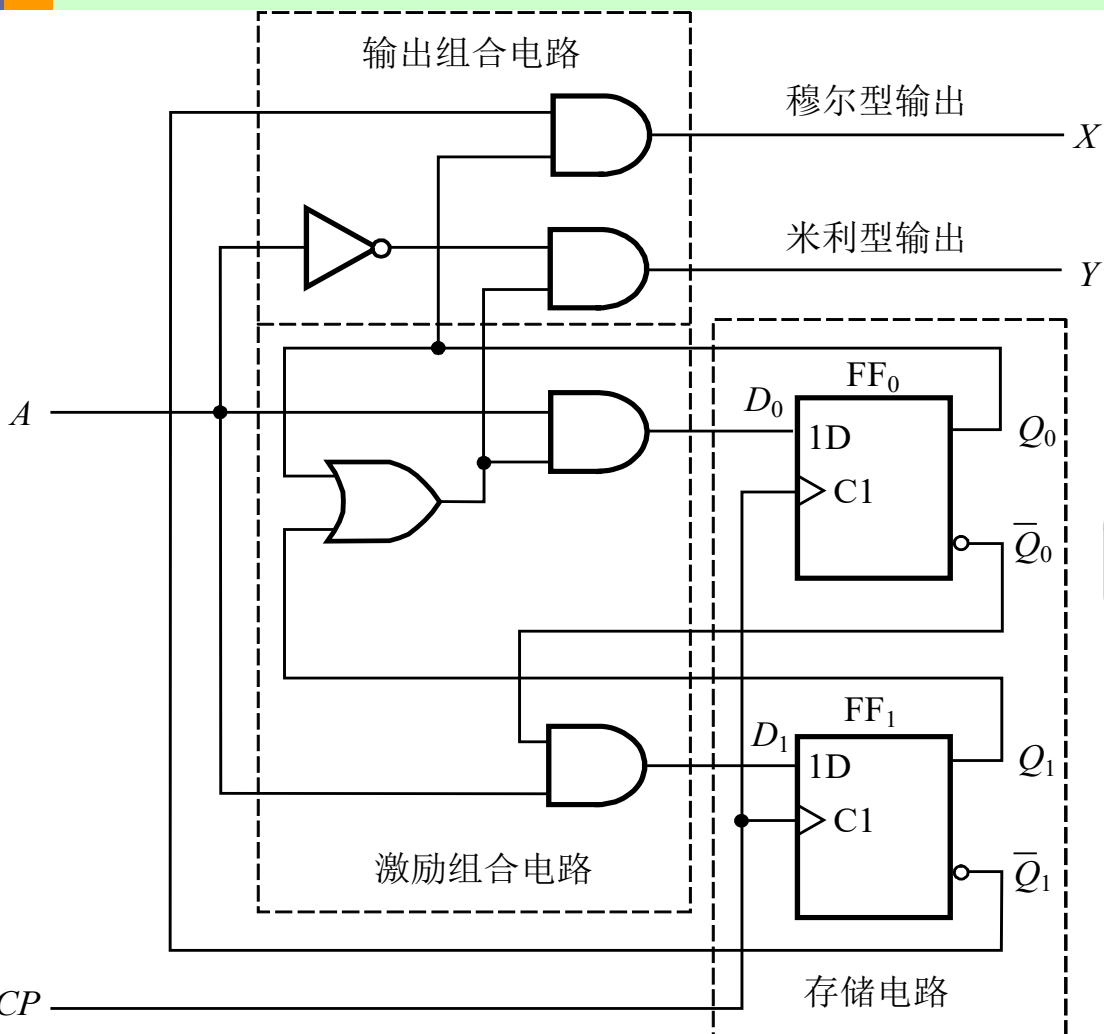 输出组合电路
穆尔型输出
X
米利型输出
Y
A
FF₀
D₀
1D
Q₀
C1
Q̅₀
FF₁
D₁
1D
Q₁
C1
激励组合电路
Q̅₁
存储电路
CP